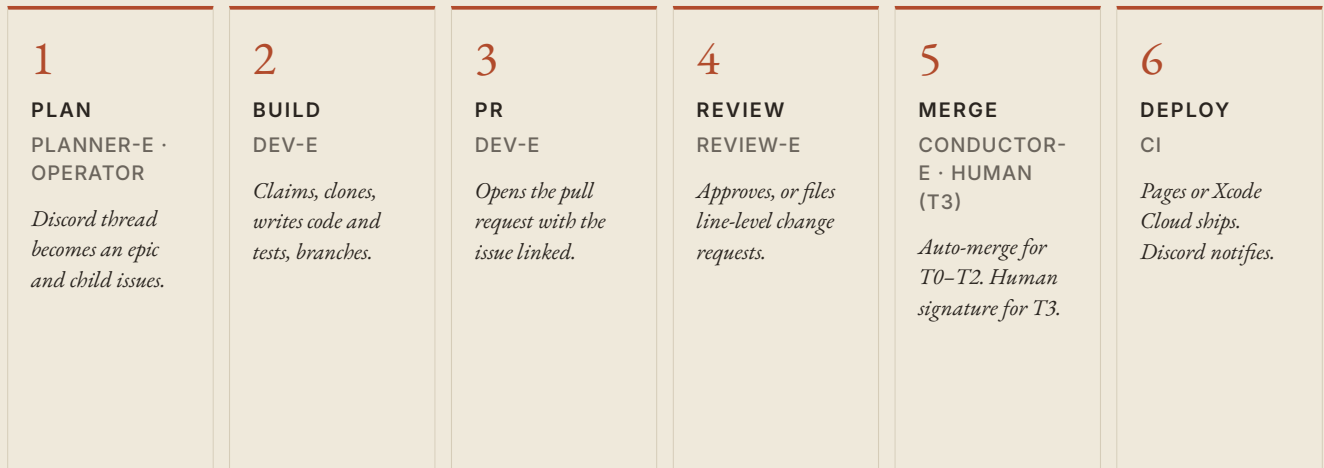 1
PLAN
PLANNER-E ·
OPERATOR
Discord thread
becomes an epic
and child issues.
2
BUILD
DEV-E
Claims, clones,
writes code and
tests, branches.
3
PR
DEV-E
Opens the pull
request with the
issue linked.
4
REVIEW
REVIEW-E
Approves, or files
line-level change
requests.
5
MERGE
CONDUCTOR-
E · HUMAN
(T3)
Auto-merge for
T0–T2. Human
signature for T3.
6
DEPLOY
CI
Pages or Xcode
Cloud ships.
Discord notifies.